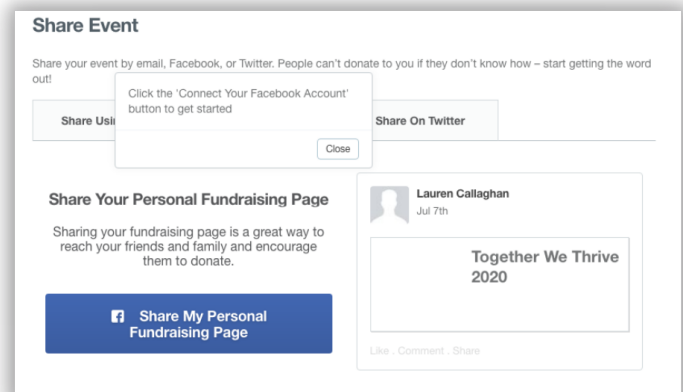 Share Event
Share your event by email, Facebook, or Twitter. People can't donate to you if they don't know how – start getting the word
out!
Click the 'Connect Your Facebook Account'
button to get started
Close
Share Usi
Share On Twitter
Share Your Personal Fundraising Page
Sharing your fundraising page is a great way to
reach your friends and family and encourage
them to donate.
Share My Personal
Fundraising Page
Lauren Callaghan
Jul 7th
Together We Thrive
2020
Like . Comment . Share